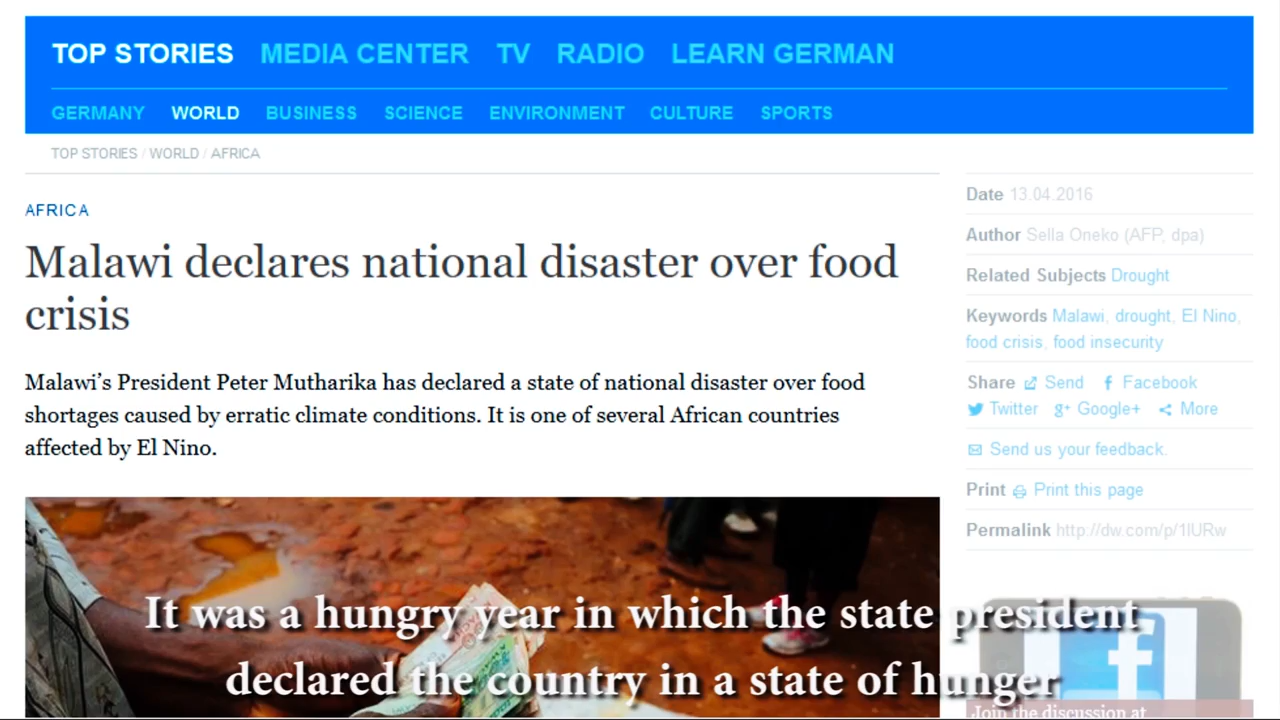 TOP STORIES MEDIA CENTER TV RADIO LEARN GERMAN
GERMANY WORLD BUSINESS SCIENCE ENVIRONMENT CULTURE SPORTS
TOP STORIES / WORLD / AFRICA
AFRICA
Malawi declares national disaster over food
crisis
Malawi’s President Peter Mutharika has declared a state of national disaster over food
shortages caused by erratic climate conditions. It is one of several African countries
affected by El Nino.
Date 13.04.2016
Author Sella Oneko (AFP, dpa)
Related Subjects Drought
Keywords Malawi, drought, El Nino,
food crisis, food insecurity
Share Send Facebook
Twitter Google+ More
Send us your feedback.
Print Print this page
Permalink http://dw.com/p/1IURw
It was a hungry year in which the state president
declared the country in a state of hunger
Join the discussion at